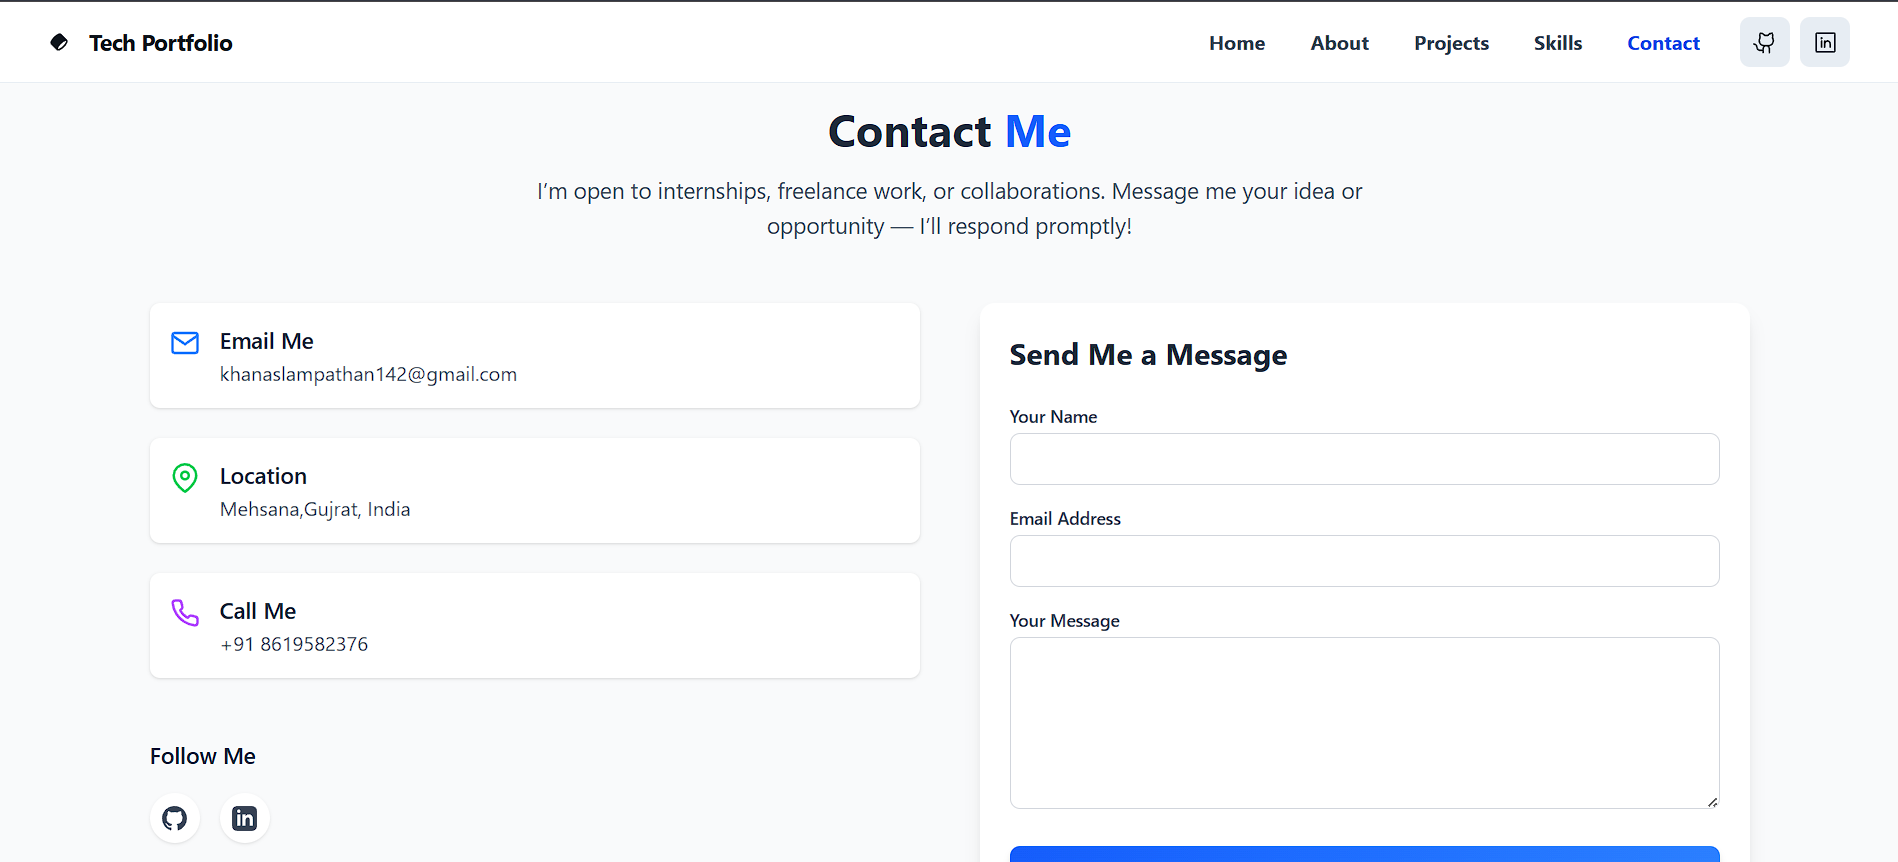 Tech Portfolio
Home
About
Projects
Skills
Contact
Contact Me
I’m open to internships, freelance work, or collaborations. Message me your idea or
opportunity — I’ll respond promptly!
Email Me
khanaslampathan142@gmail.com
Location
Mehsana,Gujrat, India
Call Me
+91 8619582376
Follow Me
in
Send Me a Message
Your Name
Email Address
Your Message